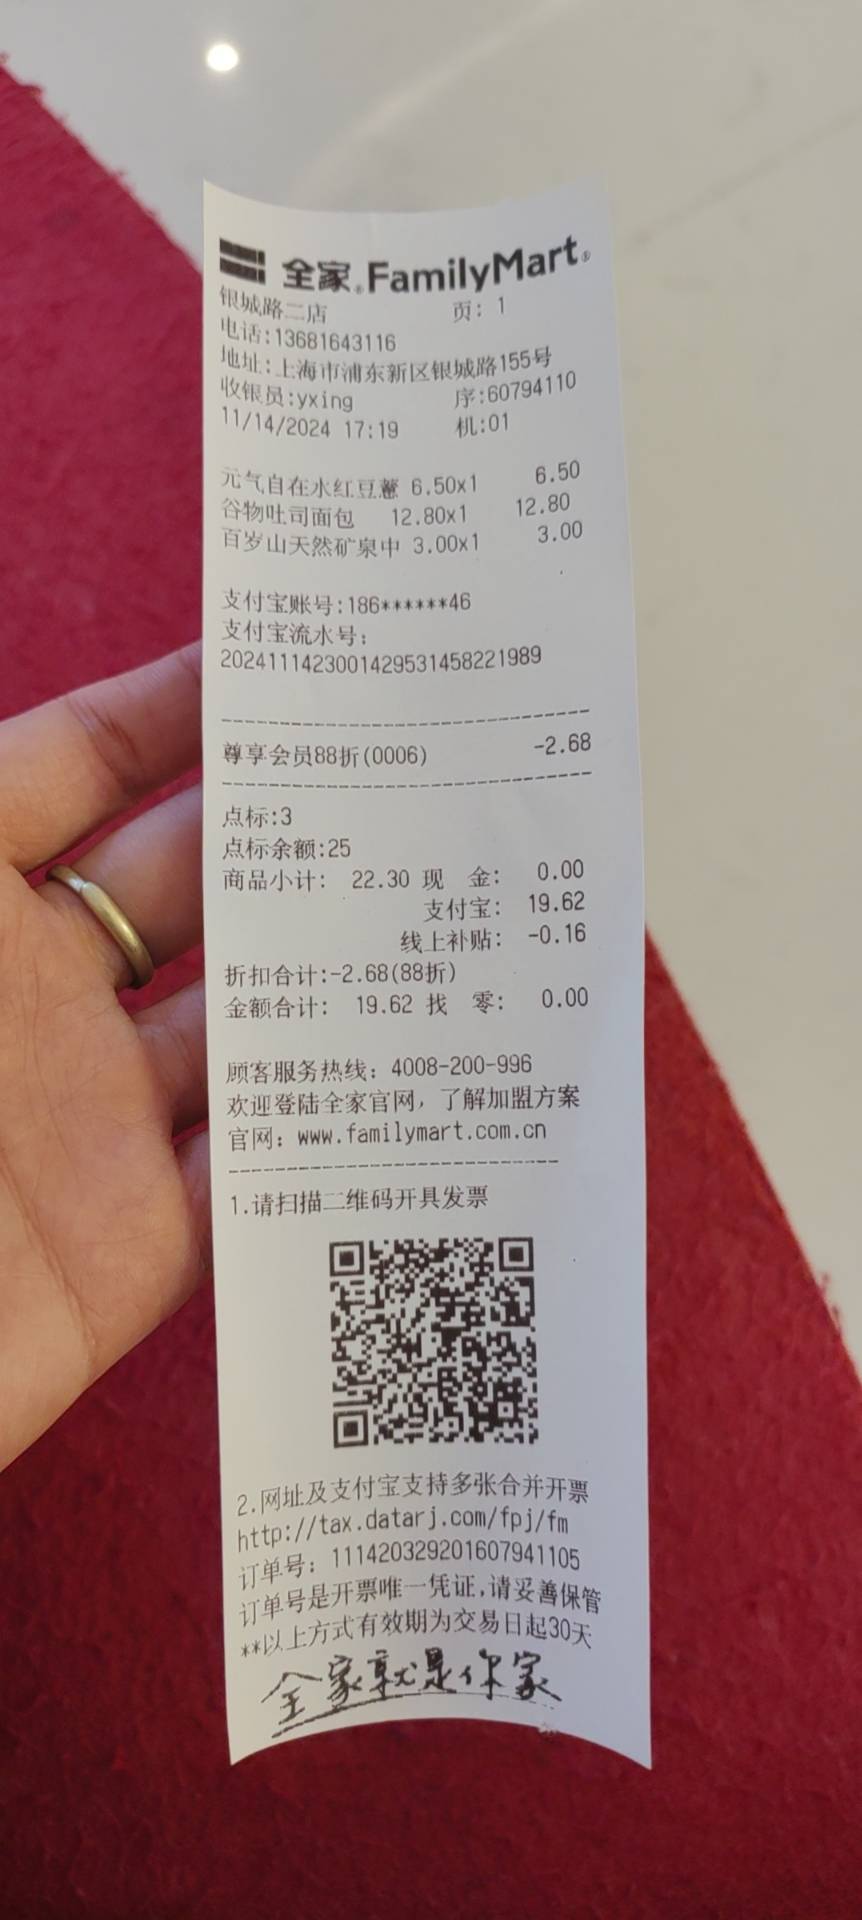 全家®FamilyMart®
银城路二店 页: 1
电话:13681643116
地址:上海市浦东新区银城路155号
收银员:yxing 序:60794110
11/14/2024 17:19 机:01
元气自在水红豆薏 6.50x1 6.50
谷物吐司面包 12.80x1 12.80
百岁山天然矿泉中 3.00x1 3.00
支付宝账号:186******46
支付宝流水号:
2024111423001429531458221989
尊享会员88折(0006) -2.68
点标:3
点标余额:25
商品小计: 22.30 现 金: 0.00
支付宝: 19.62
线上补贴: -0.16
折扣合计:-2.68(88折)
金额合计: 19.62 找 零: 0.00
顾客服务热线: 4008-200-996
欢迎登陆全家官网，了解加盟方案
官网: www.familymart.com.cn
1.请扫描二维码开具发票
2.网址及支付宝支持多张合并开票
http://tax.datarj.com/fpj/fm
订单号: 1114203292016079​41105
订单号是开票唯一凭证,请妥善保管
**以上方式有效期为交易日起30天
全家就是你家